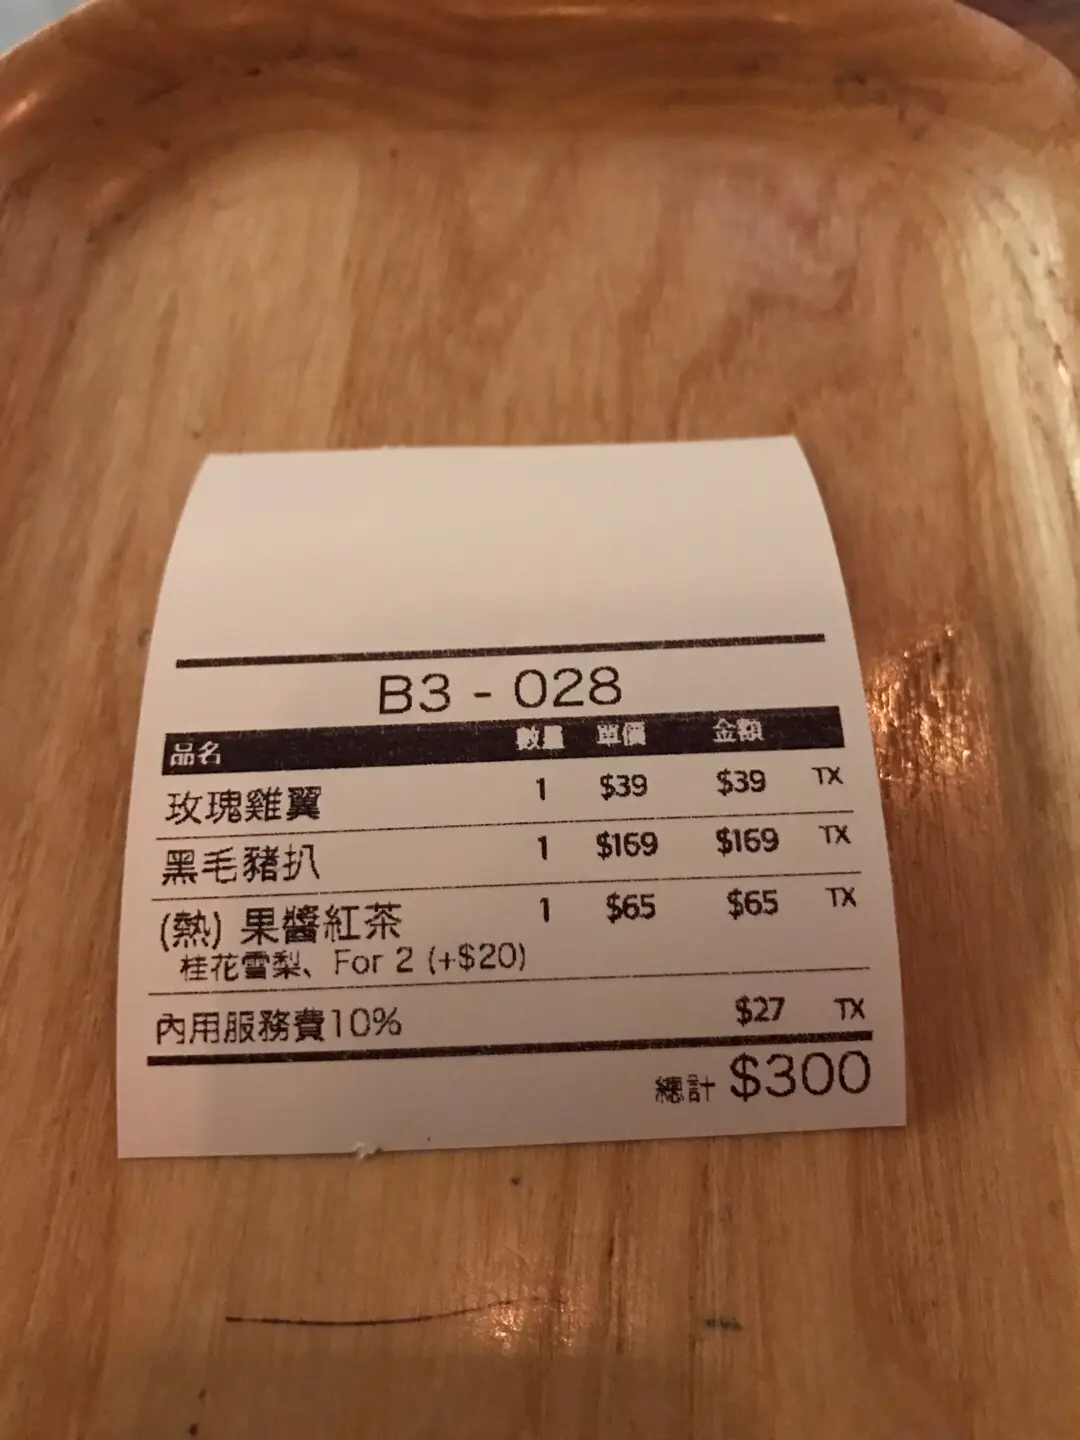 B3 - 028
品名 數量 單價 金額
玫瑰雞翼 1 $39 $39 TX
黑毛豬扒 1 $169 $169 TX
(熱) 果醬紅茶 1 $65 $65 TX
桂花雪梨、For 2 (+$20)
內用服務費10% $27 TX
總計 $300